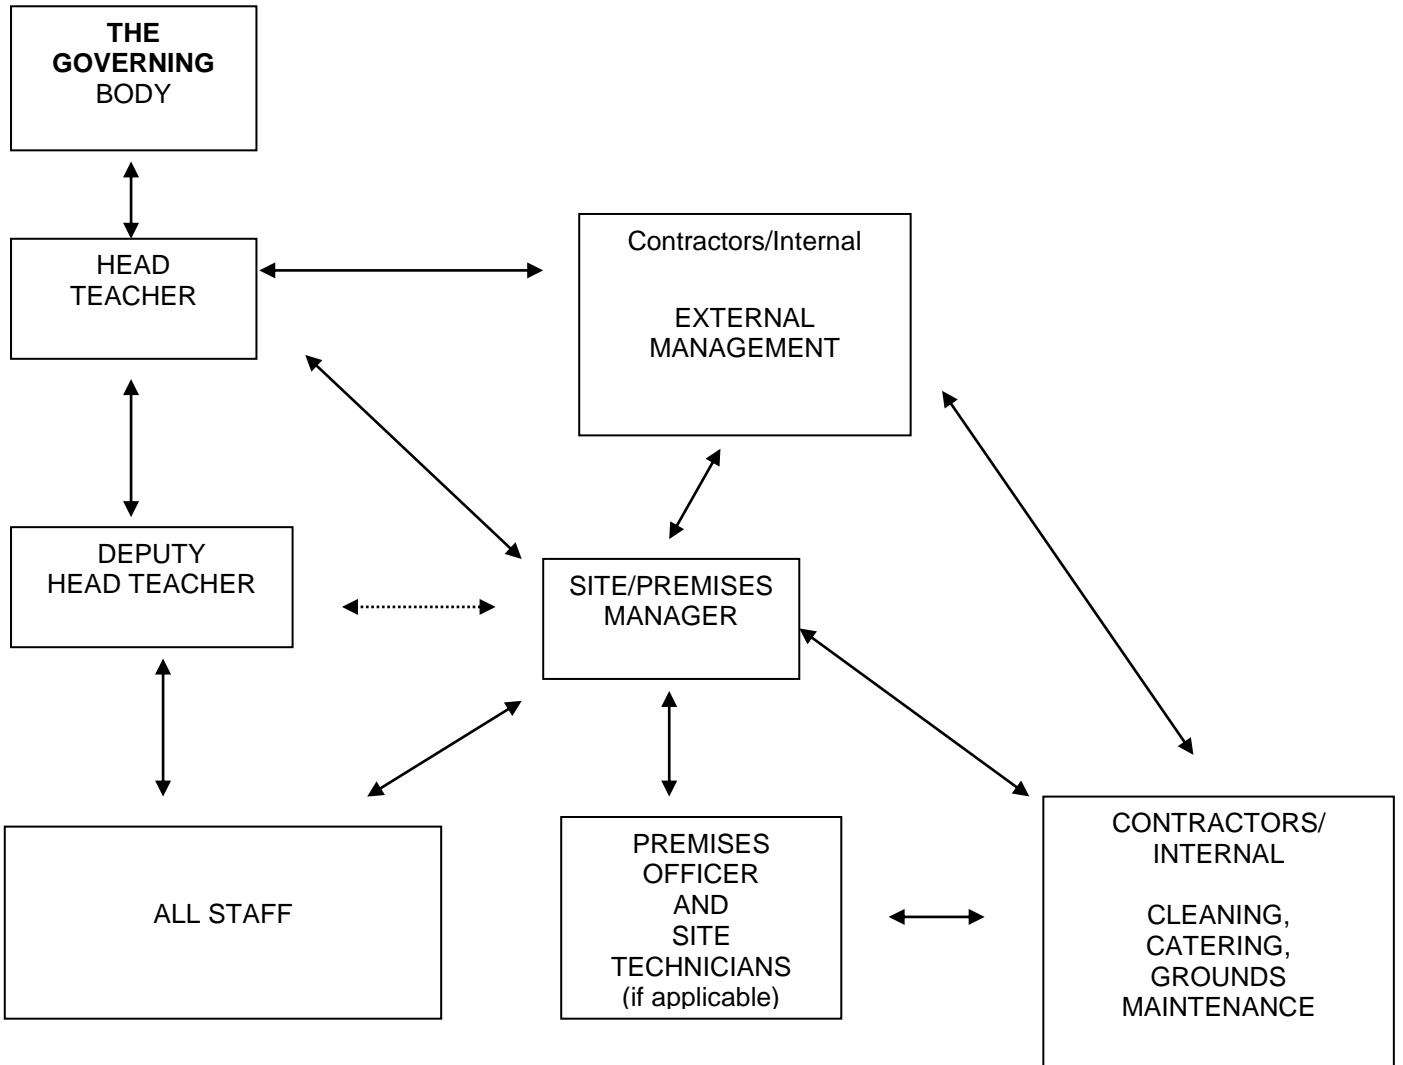 THE
GOVERNING
BODY
HEAD
TEACHER
Contractors/Internal
EXTERNAL
MANAGEMENT
DEPUTY
HEAD TEACHER
SITE/PREMISES
MANAGER
ALL STAFF
PREMISES
OFFICER
AND
SITE
TECHNICIANS
(if applicable)
CONTRACTORS/
INTERNAL
CLEANING,
CATERING,
GROUNDS
MAINTENANCE